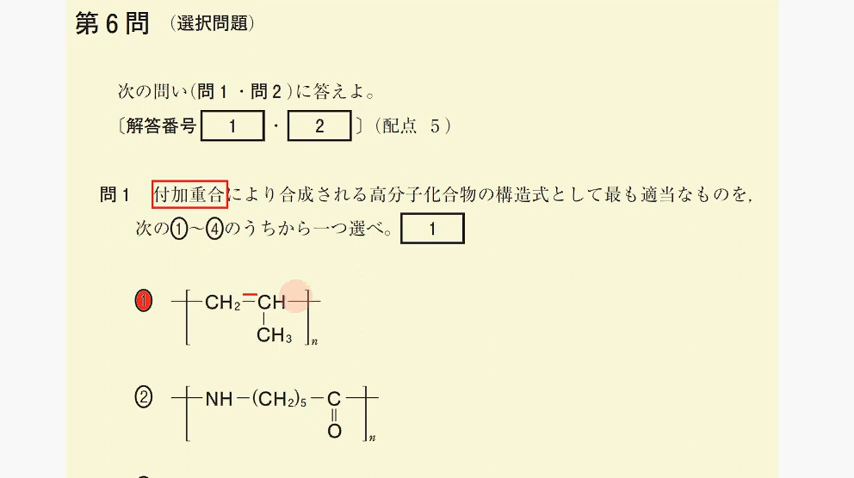 第6問 (選択問題)
次の問い(問1・問2)に答えよ。
〔解答番号 1 ・ 2 〕(配点 5)
問1 付加重合により合成される高分子化合物の構造式として最も適当なものを,
次の①~④のうちから一つ選べ。 1
① CH₂-CH
CH₃ n
② NH-(CH₂)₅-C
O n